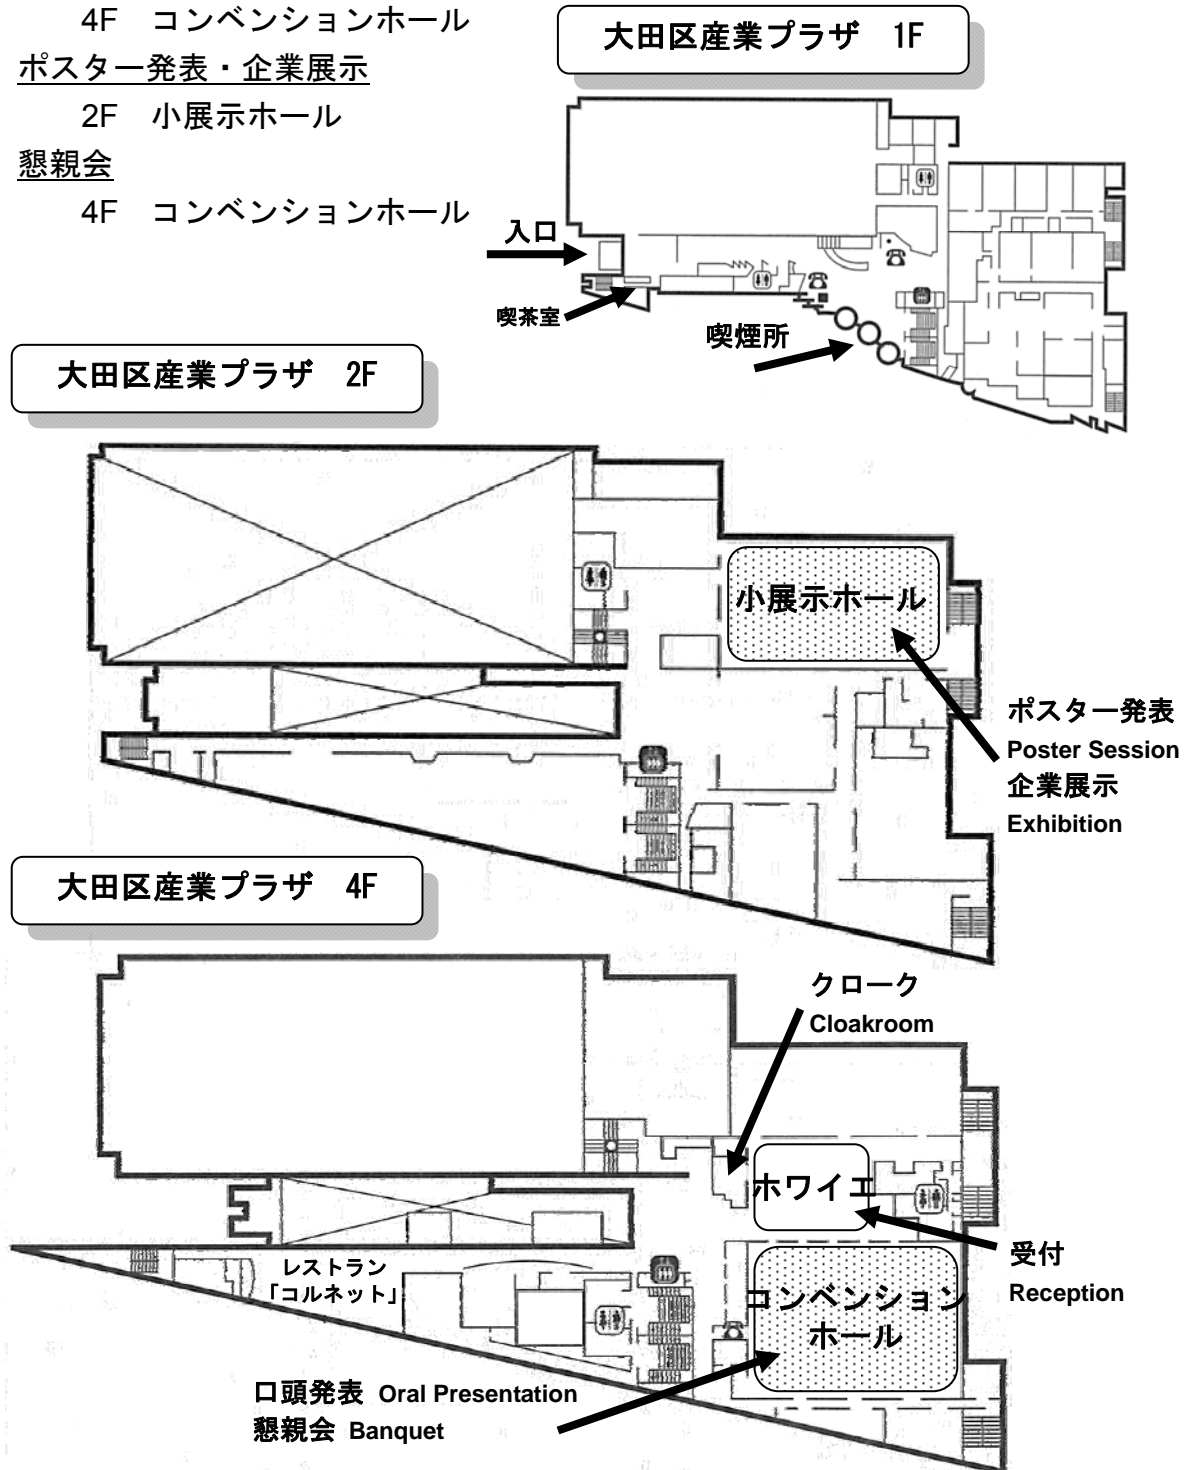 4F　コンベンションホール
ポスター発表・企業展示
2F　小展示ホール
懇親会
4F　コンベンションホール
大田区産業プラザ　1F
入口
喫茶室
喫煙所
大田区産業プラザ　2F
小展示ホール
ポスター発表
Poster Session
企業展示
Exhibition
大田区産業プラザ　4F
クローク
Cloakroom
ホワイエ
受付
Reception
レストラン
「コルネット」
コンベンション
ホール
口頭発表 Oral Presentation
懇親会 Banquet